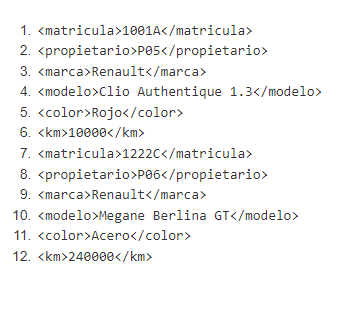 1. <matricula>1001A</matricula>
2. <propietario>P05</propietario>
3. <marca>Renault</marca>
4. <modelo>Clio Authentique 1.3</modelo>
5. <color>Rojo</color>
6. <km>10000</km>
7. <matricula>1222C</matricula>
8. <propietario>P06</propietario>
9. <marca>Renault</marca>
10. <modelo>Megane Berlina GT</modelo>
11. <color>Acero</color>
12. <km>240000</km>